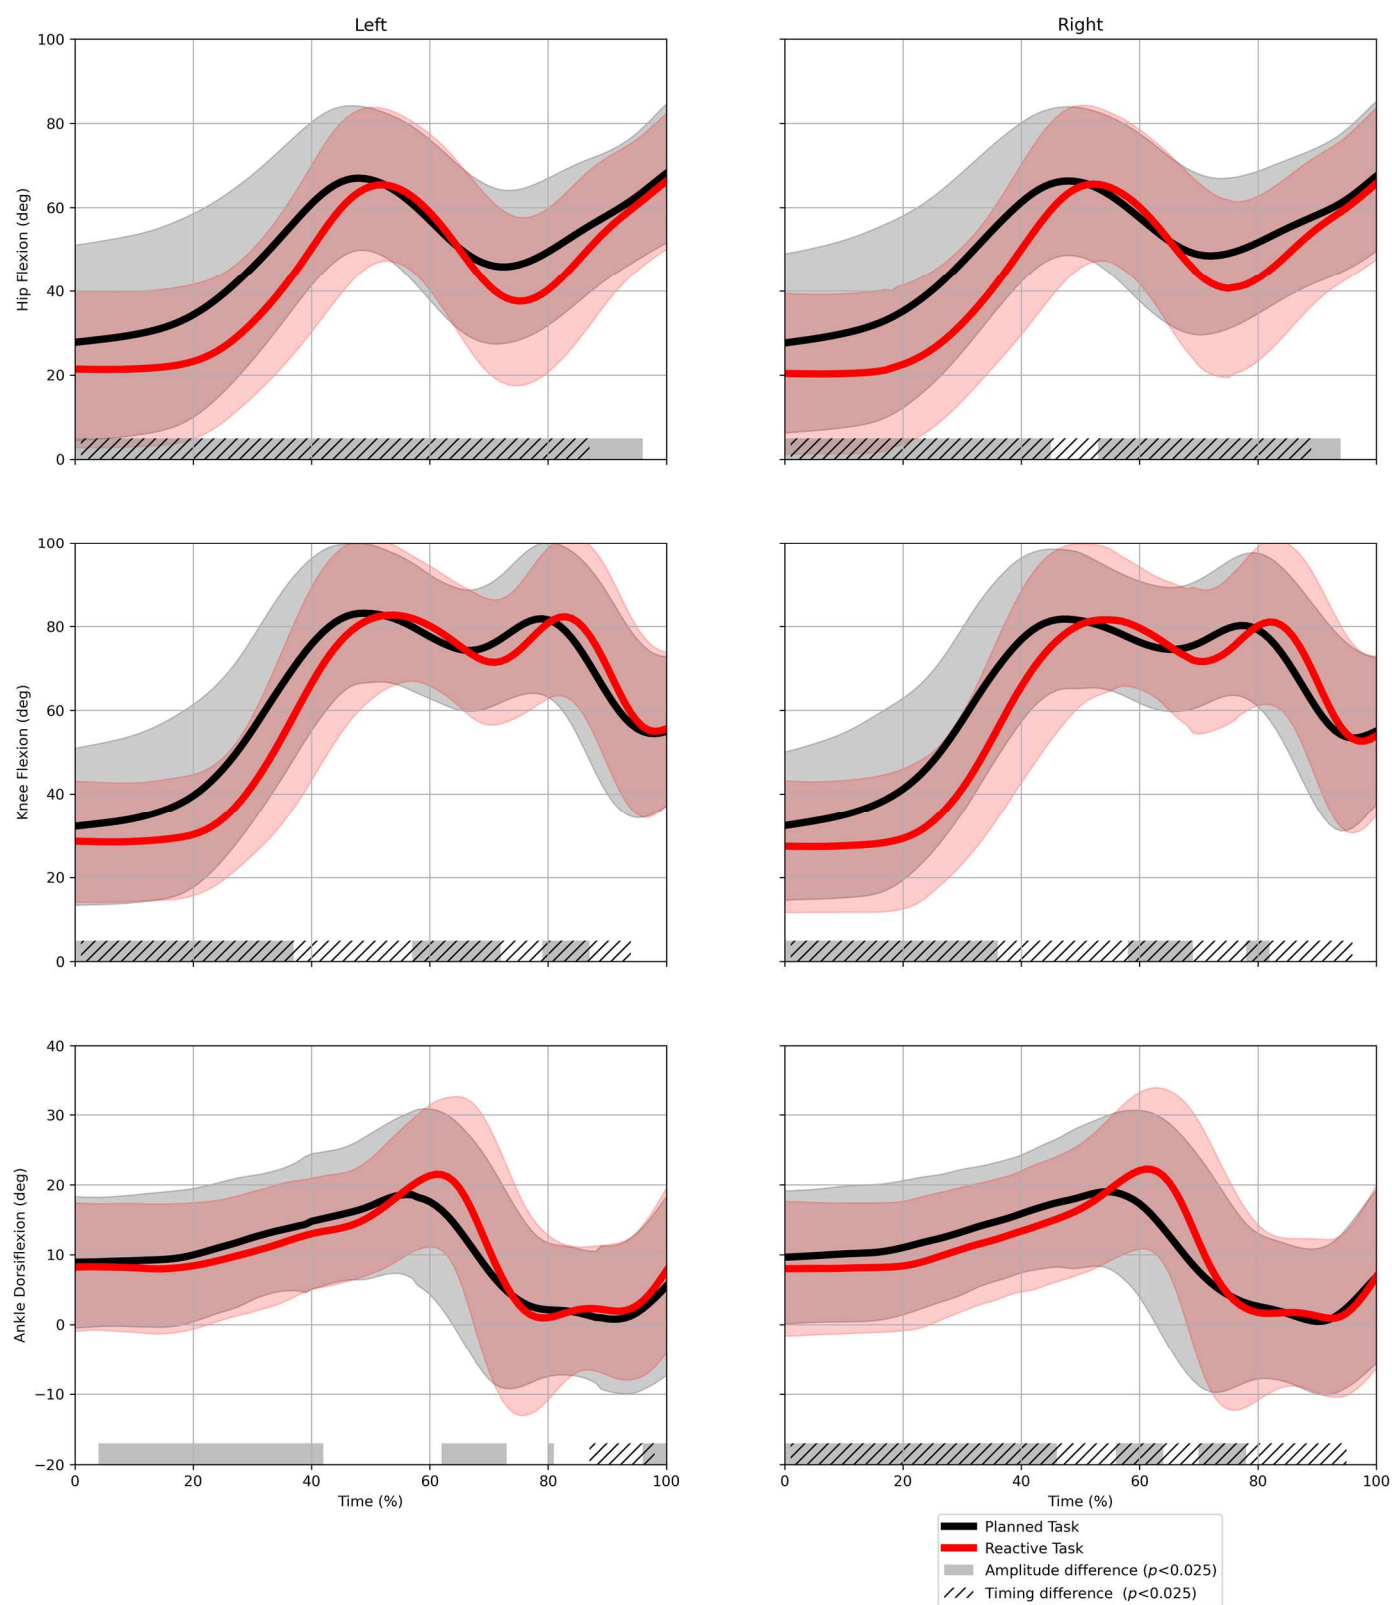 Left
Right
100
80
60
40
20
0
Hip Flexion (deg)
100
80
60
40
20
0
Knee Flexion (deg)
40
30
20
10
0
−10
−20
Ankle Dorsiflexion (deg)
0 20 40 60 80 100
Time (%)
0 20 40 60 80 100
Time (%)
Planned Task
Reactive Task
Amplitude difference (p<0.025)
Timing difference (p<0.025)